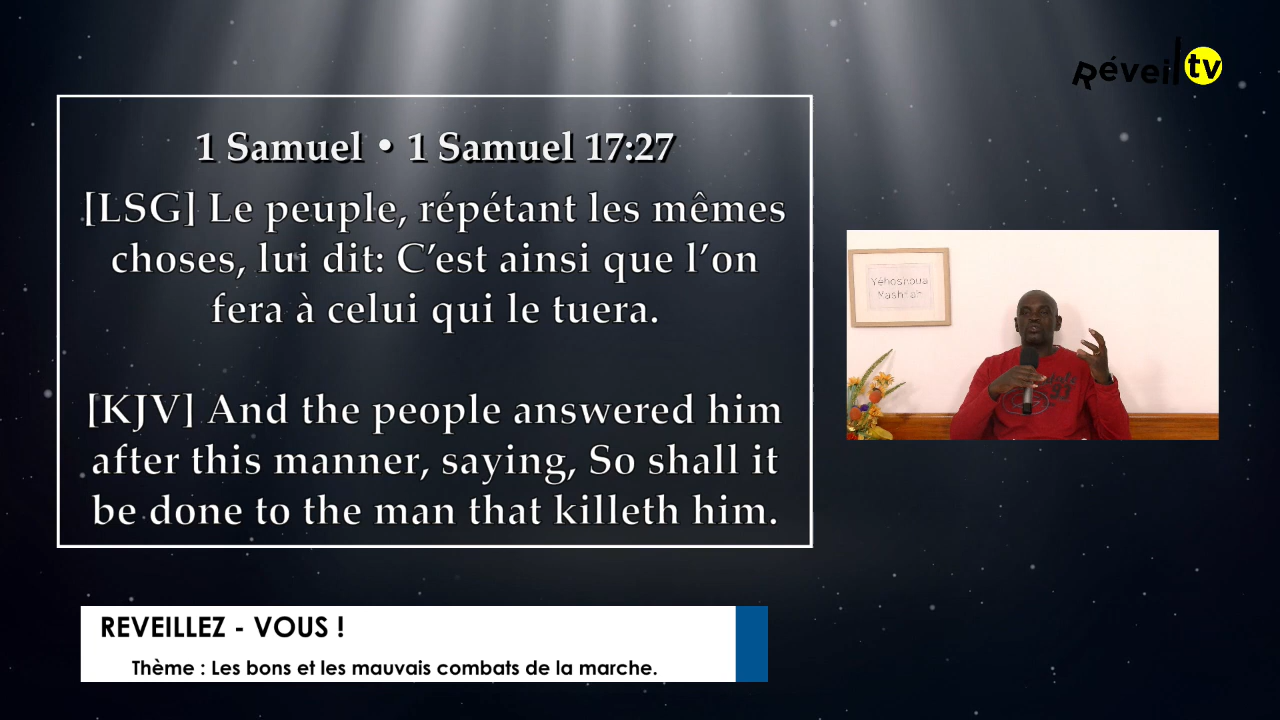 Réveil tv
1 Samuel • 1 Samuel 17:27
[LSG] Le peuple, répétant les mêmes
choses, lui dit: C’est ainsi que l’on
fera à celui qui le tuera.
[KJV] And the people answered him
after this manner, saying, So shall it
be done to the man that killeth him.
Yéhoshoua
REVEILLEZ - VOUS !
Thème : Les bons et les mauvais combats de la marche.